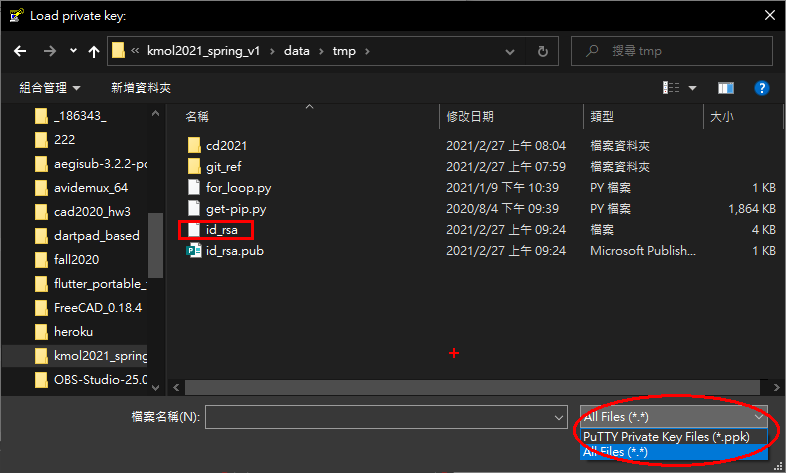 Load private key:
« kmol2021_spring_v1 › data › tmp ›
搜尋 tmp
組合管理 新增資料夾
名稱 修改日期 類型 大小
_186343_
222
aegisub-3.2.2-po
avidemux_64
cad2020_hw3
dartpad_based
fall2020
flutter_portable_
FreeCAD_0.18.4
heroku
kmol2021_spring
OBS-Studio-25.0
cd2021 2021/2/27 上午 08:04 檔案資料夾
git_ref 2021/2/27 上午 07:59 檔案資料夾
for_loop.py 2021/1/9 下午 10:39 PY 檔案 1 KB
get-pip.py 2020/8/4 下午 09:39 PY 檔案 1,864 KB
id_rsa 2021/2/27 上午 09:24 檔案 4 KB
id_rsa.pub 2021/2/27 上午 09:24 Microsoft Publish... 1 KB
檔案名稱(N):
All Files (*.*)
PuTTY Private Key Files (*.ppk)
All Files (*.*)